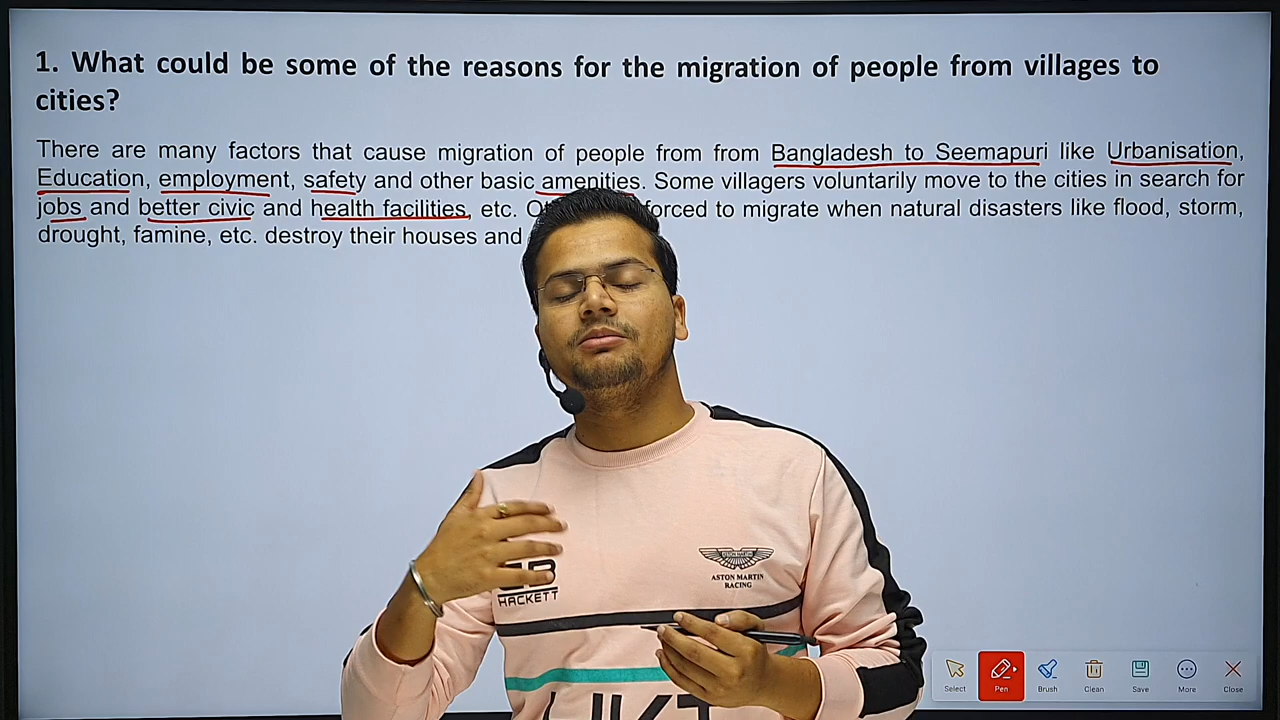 1. What could be some of the reasons for the migration of people from villages to
cities?
There are many factors that cause migration of people from from Bangladesh to Seemapuri like Urbanisation,
Education, employment, safety and other basic amenities. Some villagers voluntarily move to the cities in search for
jobs and better civic and health facilities, etc. forced to migrate when natural disasters like flood, storm,
drought, famine, etc. destroy their houses and
ASTON MARTIN
RACING
HACKETT
Select Pen Brush Clean Save More Close